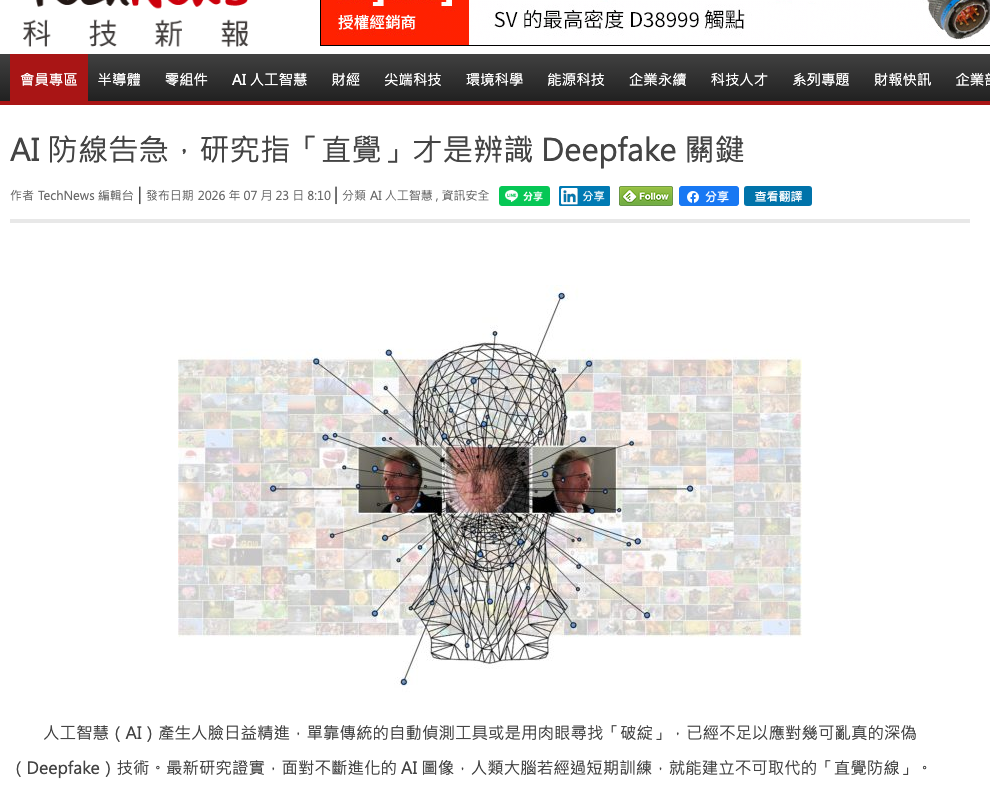 科技新報
授權經銷商
SV 的最高密度 D38999 觸點
會員專區 半導體 零組件 AI 人工智慧 財經 尖端科技 環境科學 能源科技 企業永續 科技人才 系列專題 財報快訊 企業
AI 防線告急，研究指「直覺」才是辨識 Deepfake 關鍵
作者 TechNews 編輯台 | 發布日期 2026 年 07 月 23 日 8:10 | 分類 AI 人工智慧 , 資訊安全 分享 分享 Follow 分享 查看翻譯
人工智慧（AI）產生人臉日益精進，單靠傳統的自動偵測工具或是用肉眼尋找「破綻」，已經不足以應對幾可亂真的深偽
（Deepfake）技術。最新研究證實，面對不斷進化的 AI 圖像，人類大腦若經過短期訓練，就能建立不可取代的「直覺防線」。